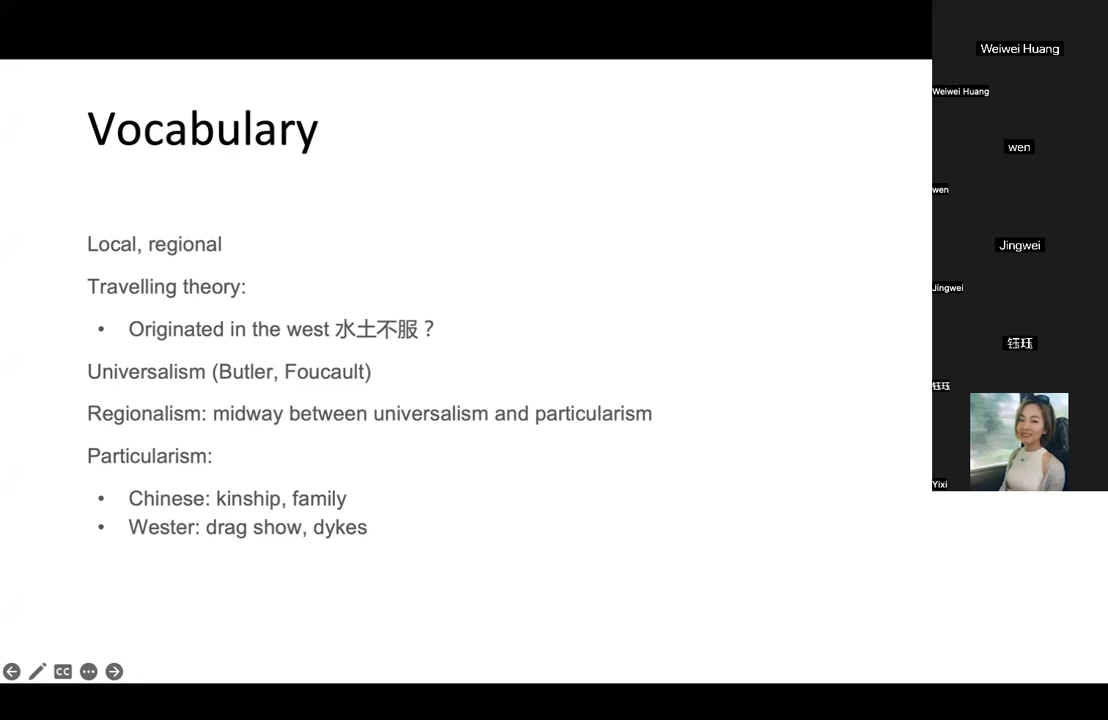 Vocabulary
Local, regional
Travelling theory:
• Originated in the west 水土不服？
Universalism (Butler, Foucault)
Regionalism: midway between universalism and particularism
Particularism:
• Chinese: kinship, family
• Wester: drag show, dykes
CC
Weiwei Huang
Weiwei Huang
wen
wen
Jingwei
Jingwei
钰珏
钰珏
Yixi